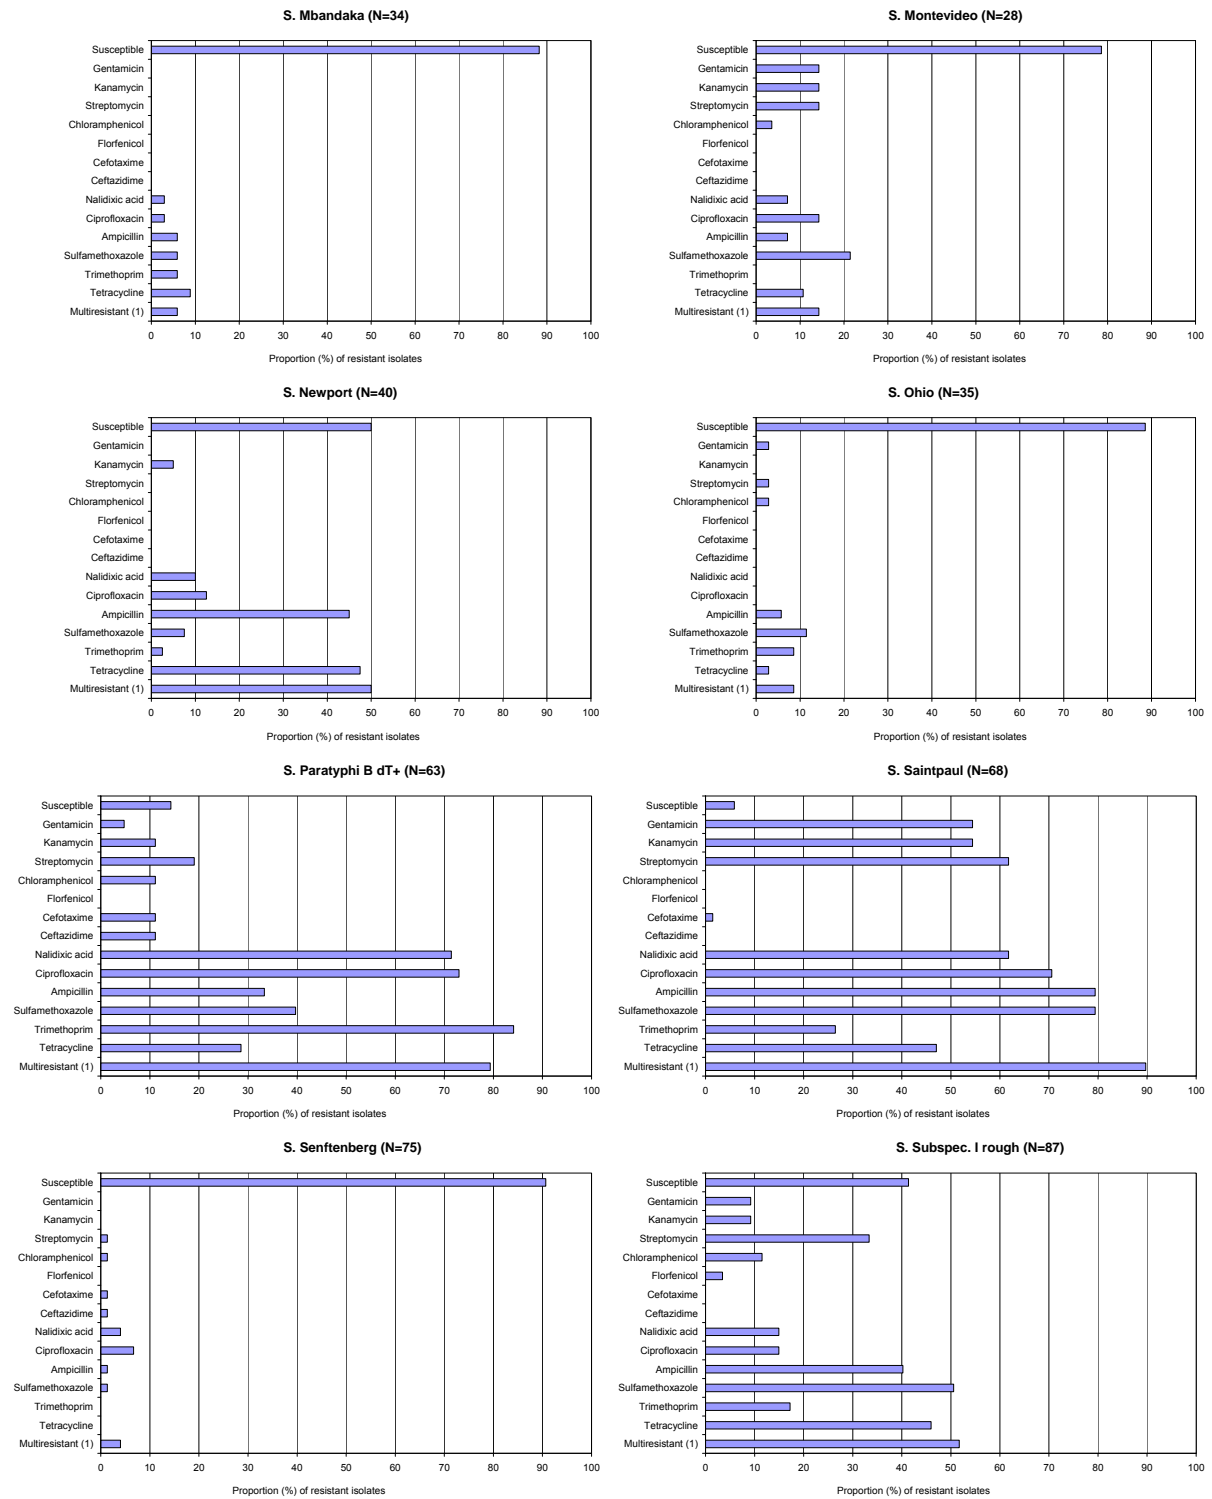 S. Mbandaka (N=34)
Susceptible
Gentamicin
Kanamycin
Streptomycin
Chloramphenicol
Florfenicol
Cefotaxime
Ceftazidime
Nalidixic acid
Ciprofloxacin
Ampicillin
Sulfamethoxazole
Trimethoprim
Tetracycline
Multiresistant (1)
0 10 20 30 40 50 60 70 80 90 100
Proportion (%) of resistant isolates
S. Montevideo (N=28)
Susceptible
Gentamicin
Kanamycin
Streptomycin
Chloramphenicol
Florfenicol
Cefotaxime
Ceftazidime
Nalidixic acid
Ciprofloxacin
Ampicillin
Sulfamethoxazole
Trimethoprim
Tetracycline
Multiresistant (1)
0 10 20 30 40 50 60 70 80 90 100
Proportion (%) of resistant isolates
S. Newport (N=40)
Susceptible
Gentamicin
Kanamycin
Streptomycin
Chloramphenicol
Florfenicol
Cefotaxime
Ceftazidime
Nalidixic acid
Ciprofloxacin
Ampicillin
Sulfamethoxazole
Trimethoprim
Tetracycline
Multiresistant (1)
0 10 20 30 40 50 60 70 80 90 100
Proportion (%) of resistant isolates
S. Ohio (N=35)
Susceptible
Gentamicin
Kanamycin
Streptomycin
Chloramphenicol
Florfenicol
Cefotaxime
Ceftazidime
Nalidixic acid
Ciprofloxacin
Ampicillin
Sulfamethoxazole
Trimethoprim
Tetracycline
Multiresistant (1)
0 10 20 30 40 50 60 70 80 90 100
Proportion (%) of resistant isolates
S. Paratyphi B dT+ (N=63)
Susceptible
Gentamicin
Kanamycin
Streptomycin
Chloramphenicol
Florfenicol
Cefotaxime
Ceftazidime
Nalidixic acid
Ciprofloxacin
Ampicillin
Sulfamethoxazole
Trimethoprim
Tetracycline
Multiresistant (1)
0 10 20 30 40 50 60 70 80 90 100
Proportion (%) of resistant isolates
S. Saintpaul (N=68)
Susceptible
Gentamicin
Kanamycin
Streptomycin
Chloramphenicol
Florfenicol
Cefotaxime
Ceftazidime
Nalidixic acid
Ciprofloxacin
Ampicillin
Sulfamethoxazole
Trimethoprim
Tetracycline
Multiresistant (1)
0 10 20 30 40 50 60 70 80 90 100
Proportion (%) of resistant isolates
S. Senftenberg (N=75)
Susceptible
Gentamicin
Kanamycin
Streptomycin
Chloramphenicol
Florfenicol
Cefotaxime
Ceftazidime
Nalidixic acid
Ciprofloxacin
Ampicillin
Sulfamethoxazole
Trimethoprim
Tetracycline
Multiresistant (1)
0 10 20 30 40 50 60 70 80 90 100
Proportion (%) of resistant isolates
S. Subspec. I rough (N=87)
Susceptible
Gentamicin
Kanamycin
Streptomycin
Chloramphenicol
Florfenicol
Cefotaxime
Ceftazidime
Nalidixic acid
Ciprofloxacin
Ampicillin
Sulfamethoxazole
Trimethoprim
Tetracycline
Multiresistant (1)
0 10 20 30 40 50 60 70 80 90 100
Proportion (%) of resistant isolates